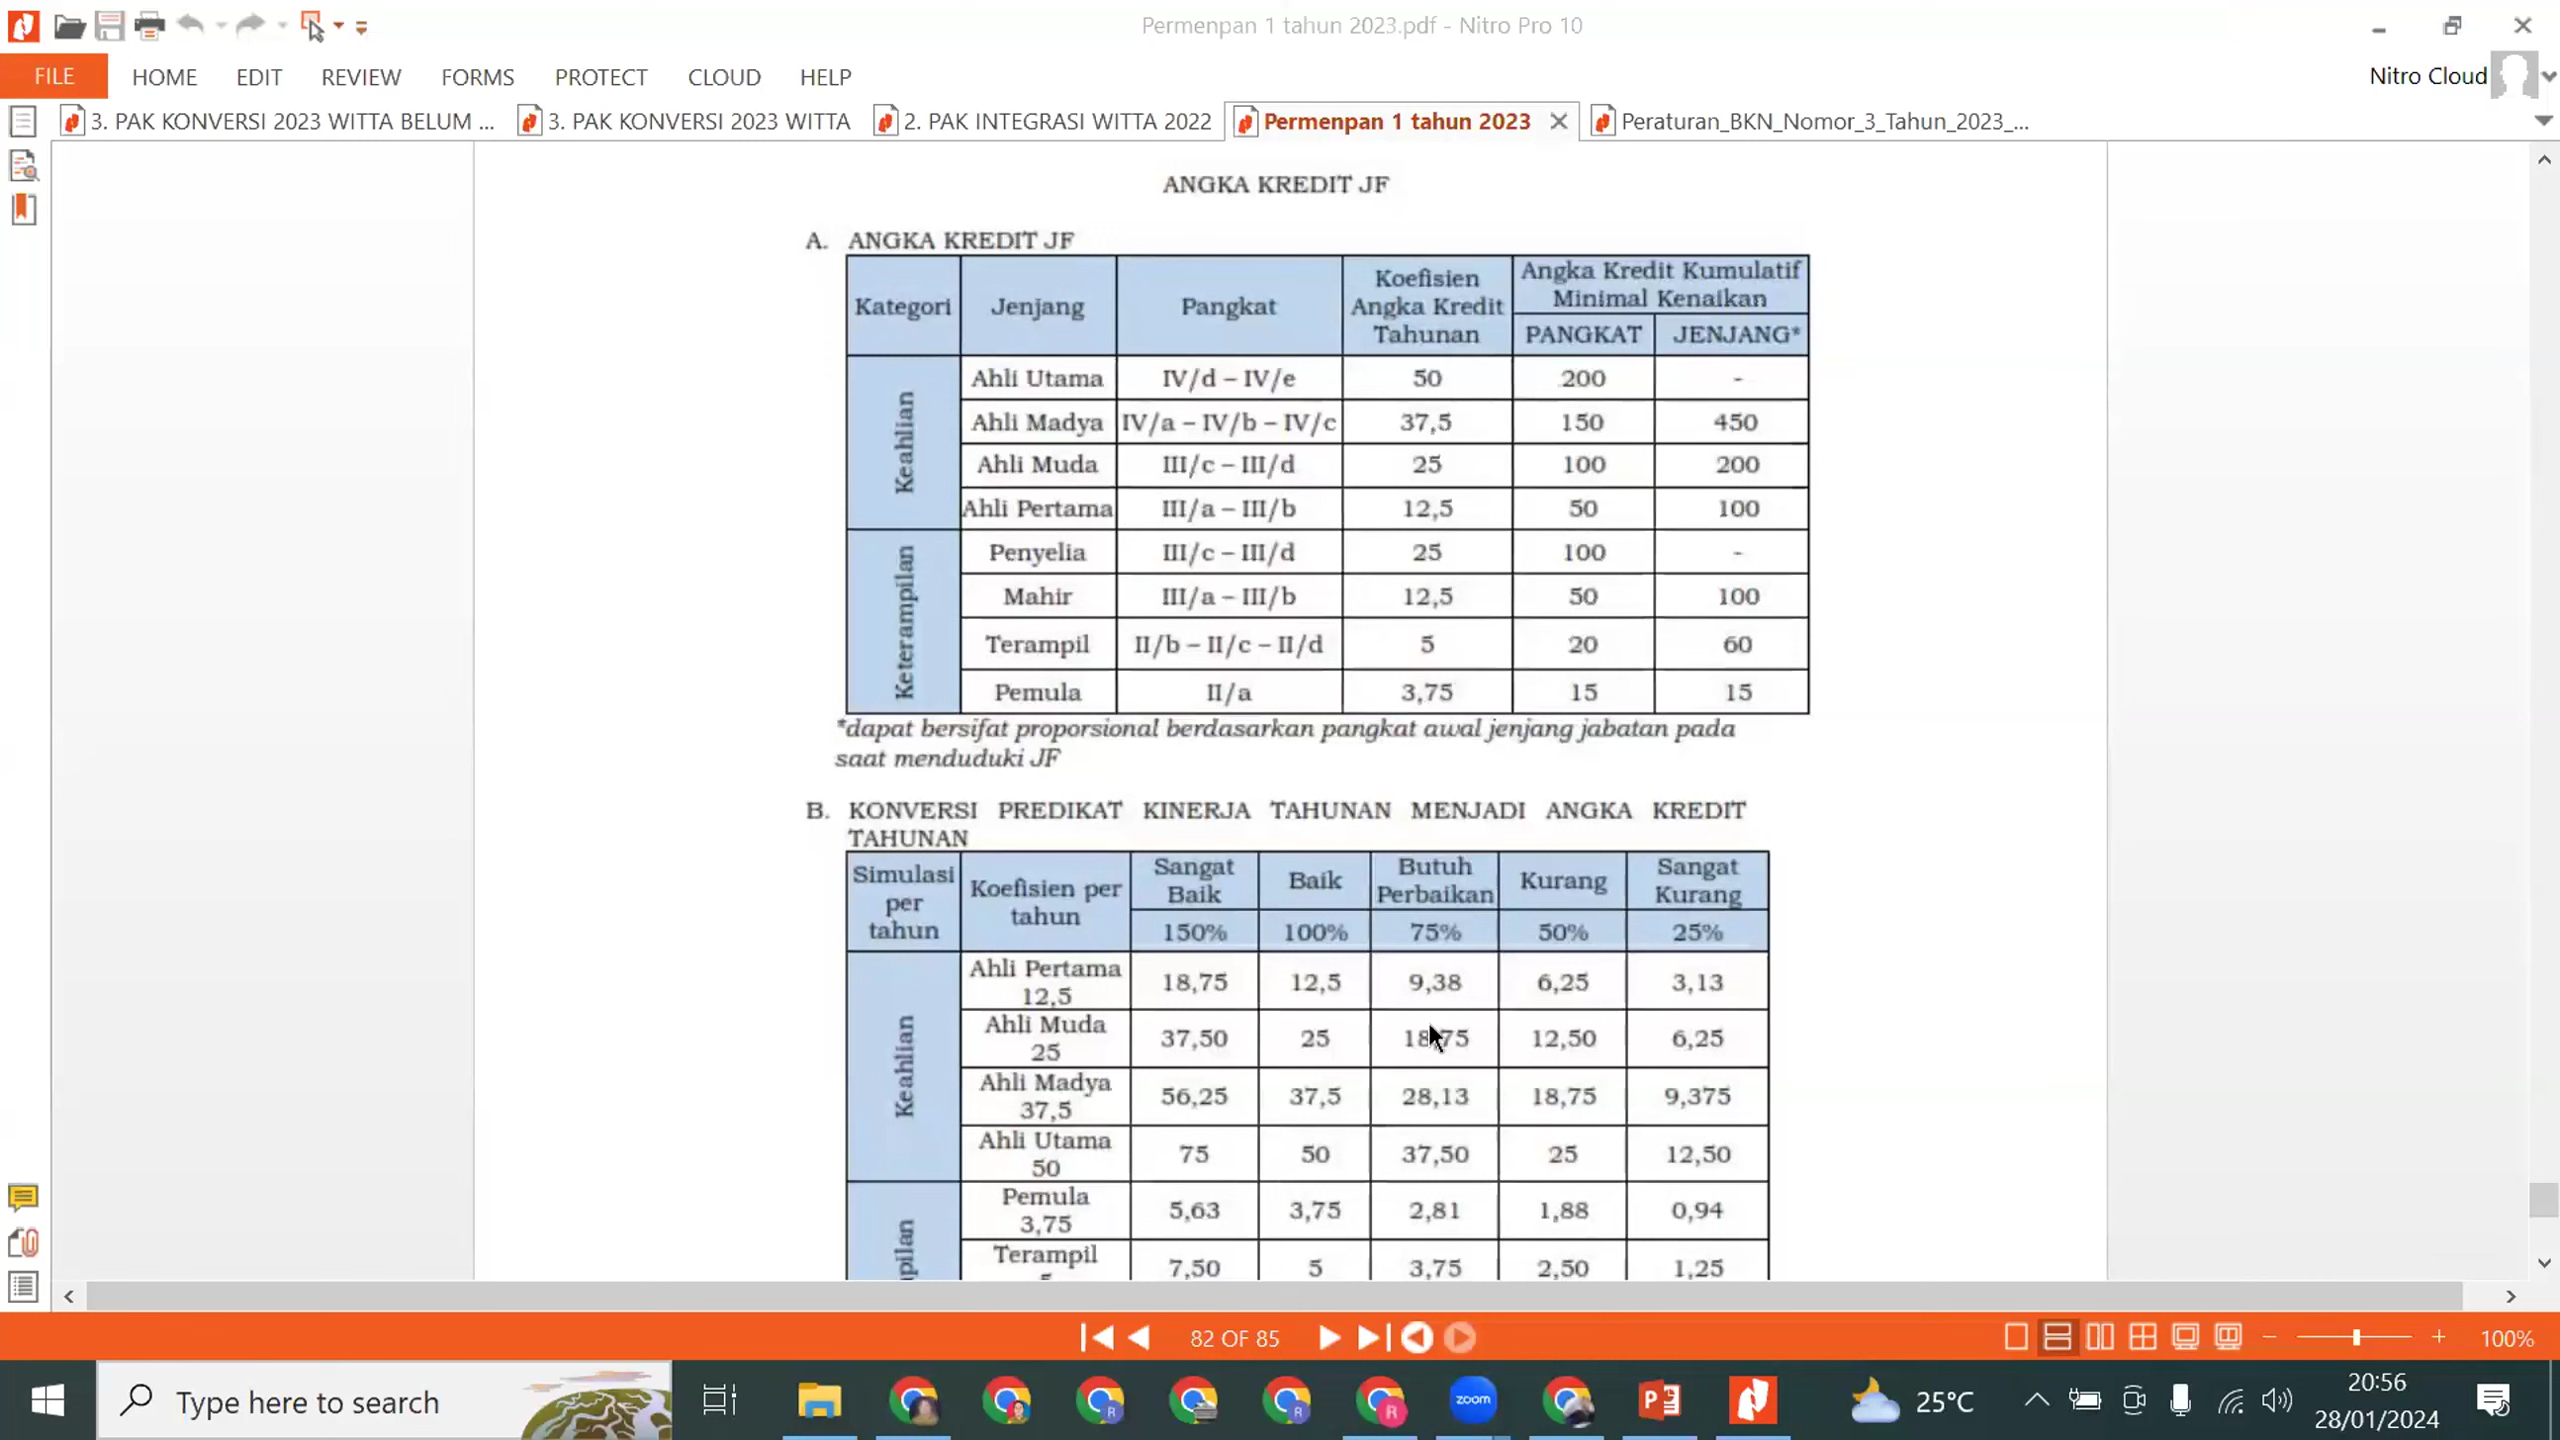 Permenpan 1 tahun 2023.pdf - Nitro Pro 10
FILE HOME EDIT REVIEW FORMS PROTECT CLOUD HELP Nitro Cloud
3. PAK KONVERSI 2023 WITTA BELUM ... 3. PAK KONVERSI 2023 WITTA 2. PAK INTEGRASI WITTA 2022 Permenpan 1 tahun 2023 Peraturan_BKN_Nomor_3_Tahun_2023_...
ANGKA KREDIT JF
A. ANGKA KREDIT JF
Kategori Jenjang Pangkat Koefisien Angka Kredit Tahunan Angka Kredit Kumulatif Minimal Kenaikan
PANGKAT JENJANG*
Keahlian
Ahli Utama IV/d – IV/e 50 200 -
Ahli Madya IV/a – IV/b – IV/c 37,5 150 450
Ahli Muda III/c – III/d 25 100 200
Ahli Pertama III/a – III/b 12,5 50 100
Keterampilan
Penyelia III/c – III/d 25 100 -
Mahir III/a – III/b 12,5 50 100
Terampil II/b – II/c – II/d 5 20 60
Pemula II/a 3,75 15 15
*dapat bersifat proporsional berdasarkan pangkat awal jenjang jabatan pada
saat menduduki JF
B. KONVERSI PREDIKAT KINERJA TAHUNAN MENJADI ANGKA KREDIT
TAHUNAN
Simulasi per tahun Koefisien per tahun Sangat Baik Baik Butuh Perbaikan Kurang Sangat Kurang
150% 100% 75% 50% 25%
Keahlian
Ahli Pertama 12,5 18,75 12,5 9,38 6,25 3,13
Ahli Muda 25 37,50 25 18,75 12,50 6,25
Ahli Madya 37,5 56,25 37,5 28,13 18,75 9,375
Ahli Utama 50 75 50 37,50 25 12,50
pilan
Pemula 3,75 5,63 3,75 2,81 1,88 0,94
Terampil 7,50 5 3,75 2,50 1,25
82 OF 85
100%
Type here to search
zoom
25°C
20:56
28/01/2024